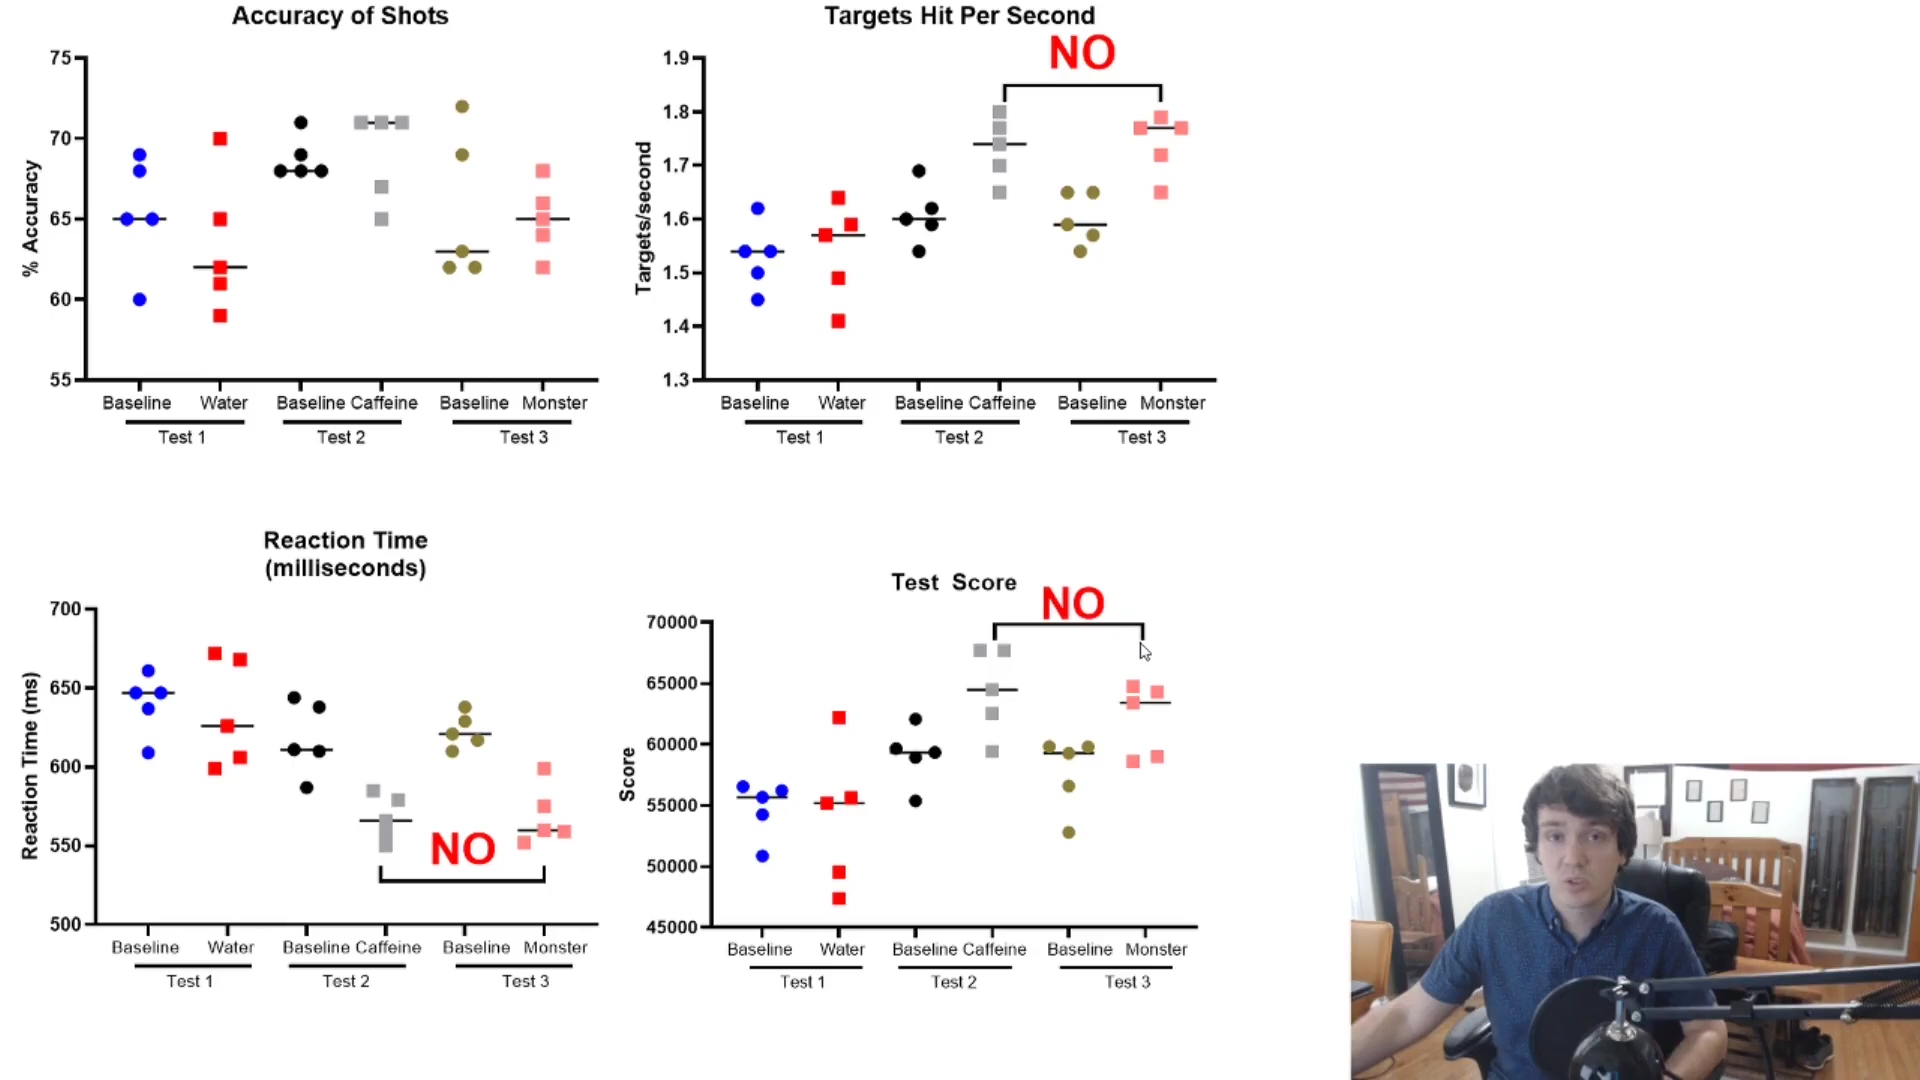 Accuracy of Shots
75
70
65
60
55
% Accuracy
Baseline Water Baseline Caffeine Baseline Monster
Test 1 Test 2 Test 3
Targets Hit Per Second
NO
1.9
1.8
1.7
1.6
1.5
1.4
1.3
Targets/second
Baseline Water Baseline Caffeine Baseline Monster
Test 1 Test 2 Test 3
Reaction Time
(milliseconds)
700
650
600
550
500
Reaction Time (ms)
NO
Baseline Water Baseline Caffeine Baseline Monster
Test 1 Test 2 Test 3
Test Score
NO
70000
65000
60000
55000
50000
45000
Score
Baseline Water Baseline Caffeine Baseline Monster
Test 1 Test 2 Test 3